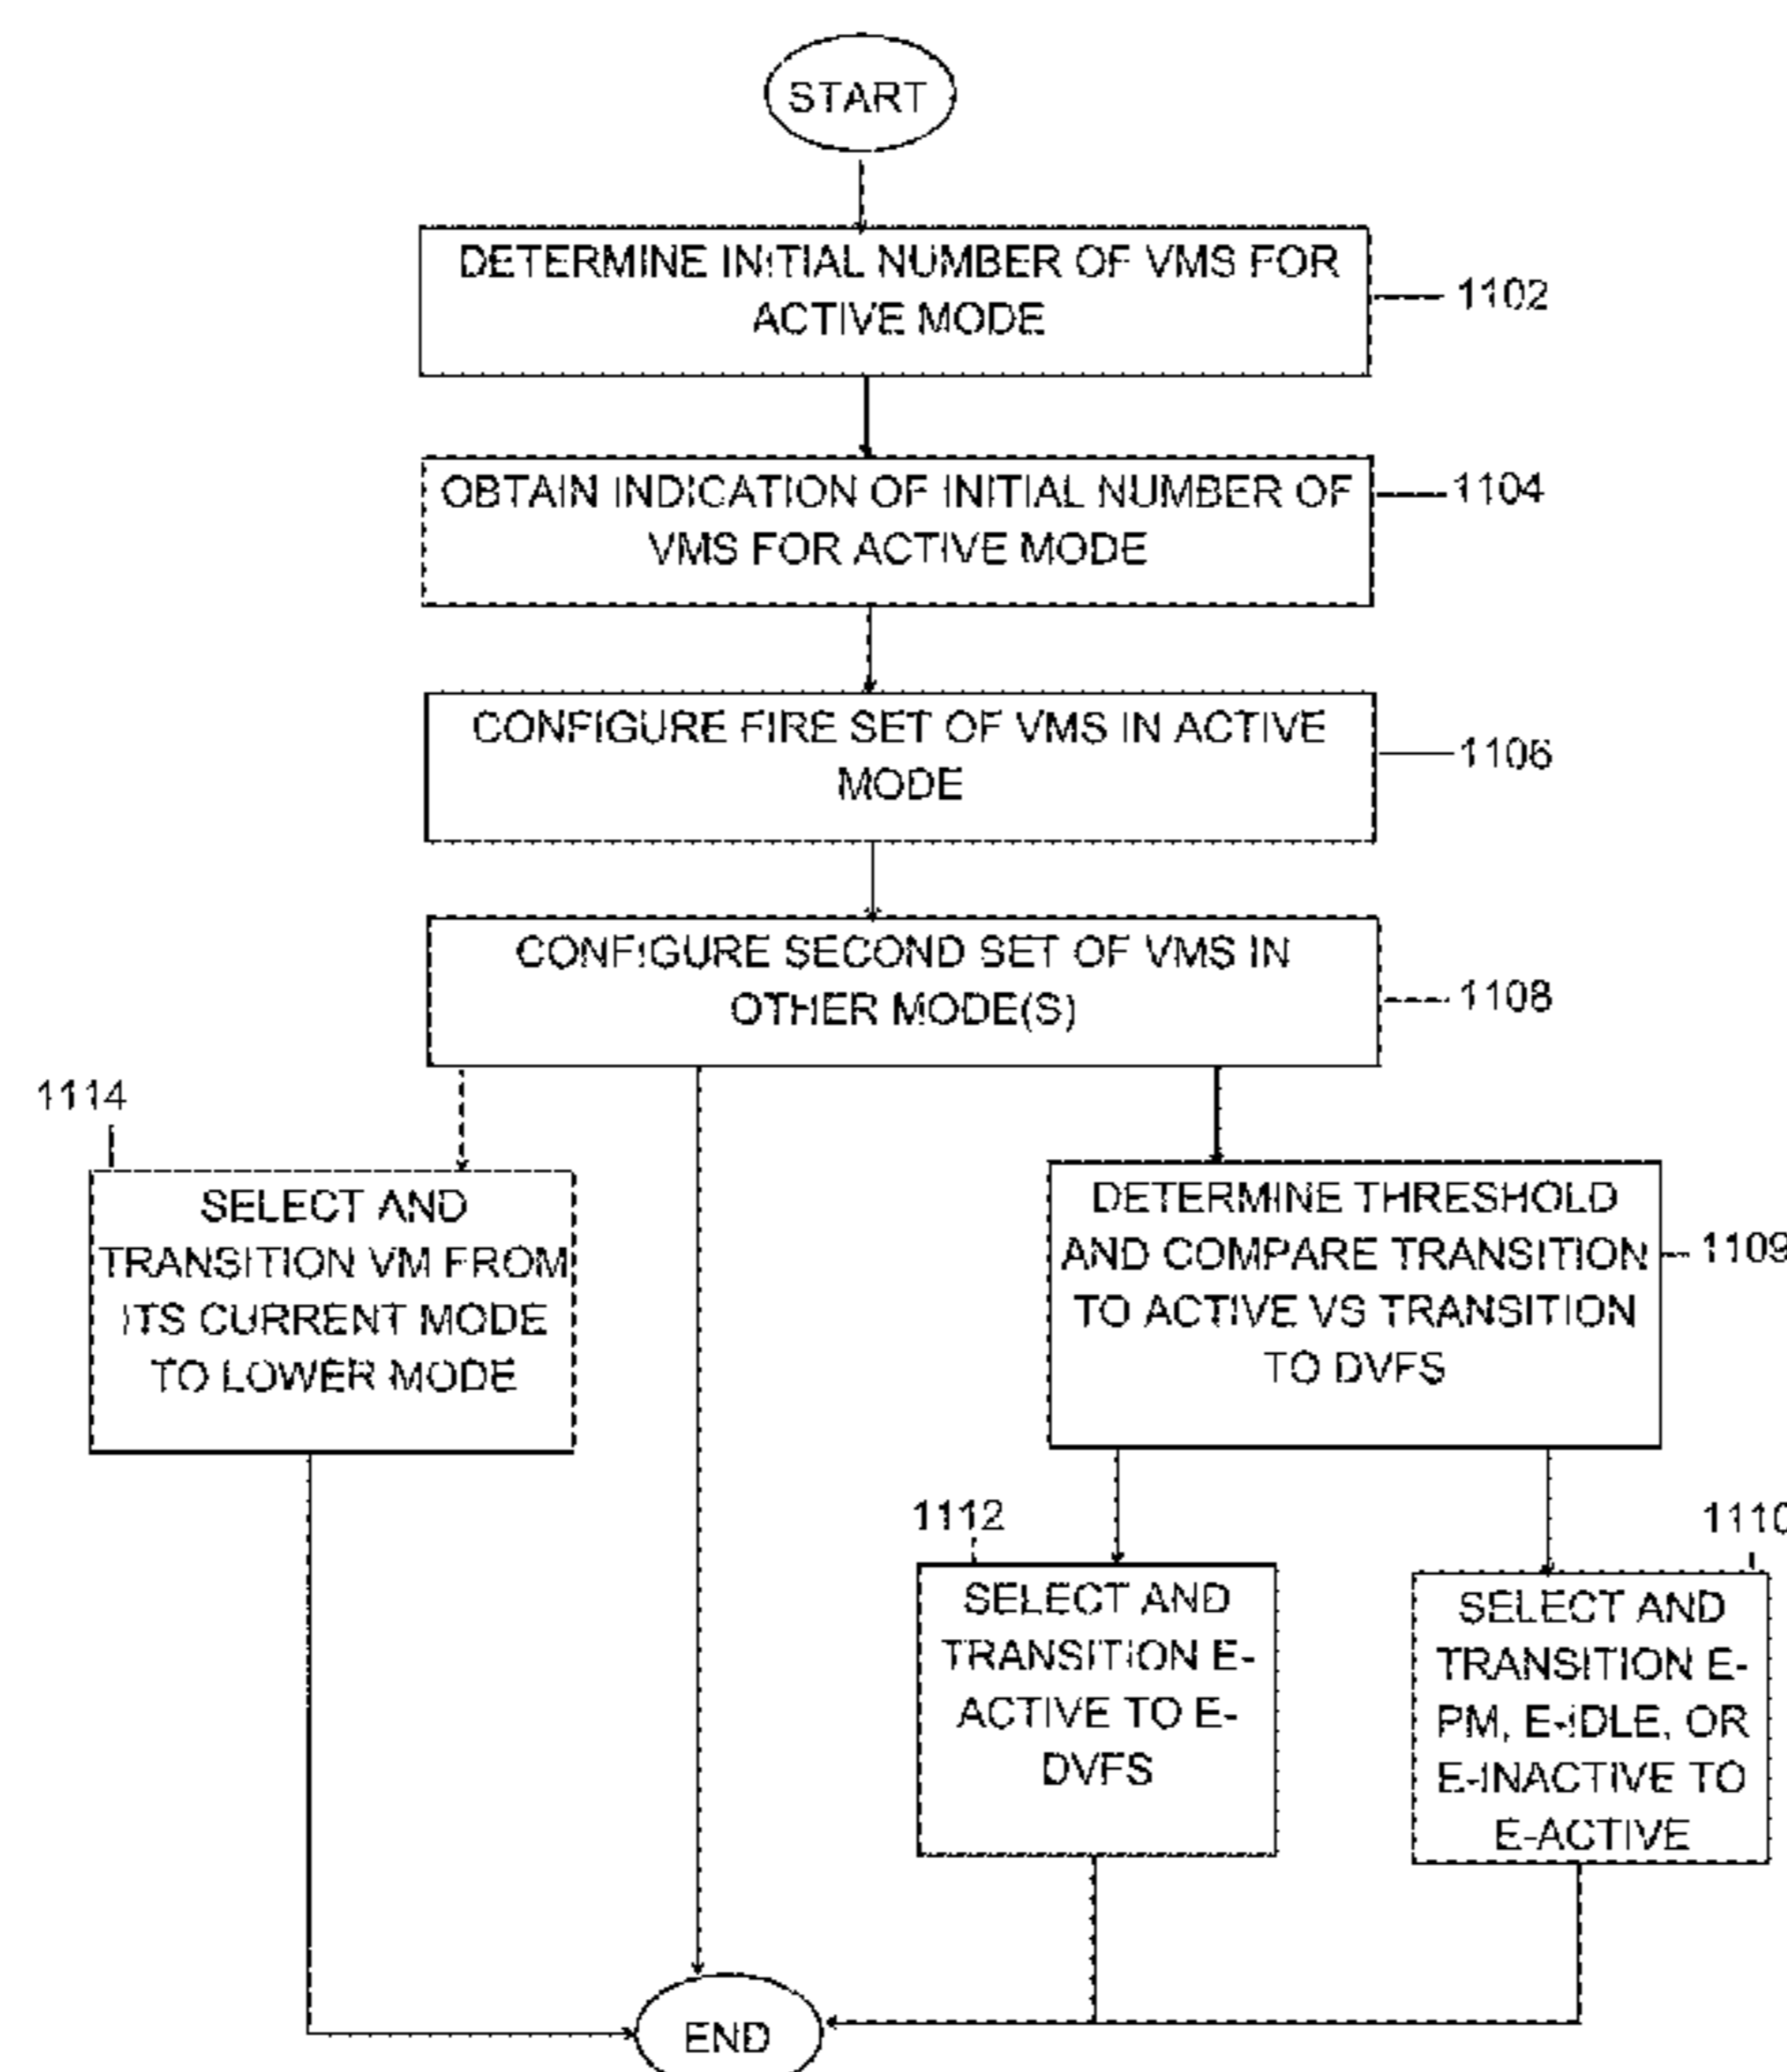 START
DETERMINE INITIAL NUMBER OF VMS FOR
ACTIVE MODE
1102
OBTAIN INDICATION OF INITIAL NUMBER OF
VMS FOR ACTIVE MODE
1104
CONFIGURE FIRE SET OF VMS IN ACTIVE
MODE
1106
CONFIGURE SECOND SET OF VMS IN
OTHER MODE(S)
1108
1114
SELECT AND
TRANSITION VM FROM
ITS CURRENT MODE
TO LOWER MODE
DETERMINE THRESHOLD
AND COMPARE TRANSITION
TO ACTIVE VS TRANSITION
TO DVFS
1109
1112
SELECT AND
TRANSITION E-
ACTIVE TO E-
DVFS
1110
SELECT AND
TRANSITION E-
PM, E-IDLE, OR
E-INACTIVE TO
E-ACTIVE
END